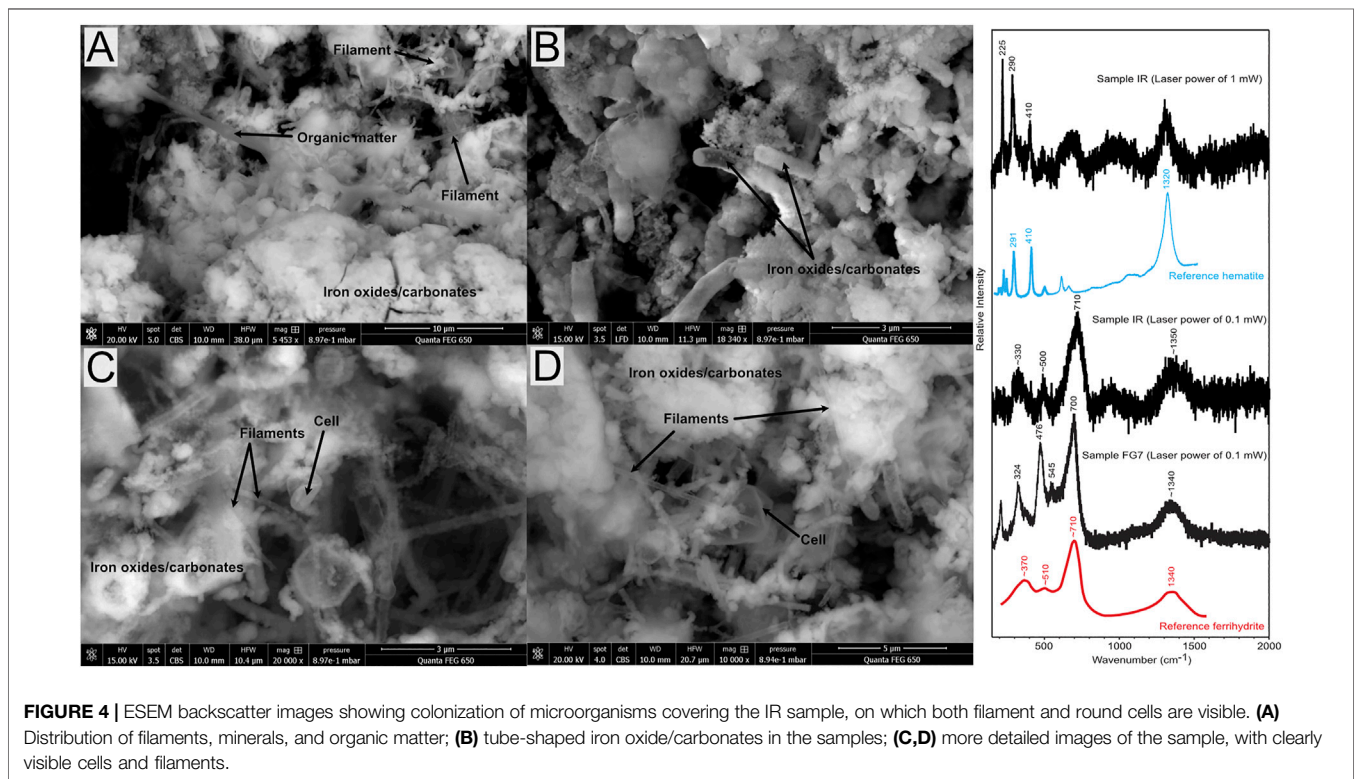 A
Filament
Organic matter
Filament
Iron oxides/carbonates
HV spot det WD HFW mag pressure 10 µm
20.00 kV 5.0 CBS 10.0 mm 38.0 µm 5 453 x 8.97e-1 mbar Quanta FEG 650
B
Iron oxides/carbonates
HV spot det WD HFW mag pressure 3 µm
15.00 kV 3.5 LFD 10.0 mm 11.3 µm 18 340 x 8.97e-1 mbar Quanta FEG 650
C
Cell
Filaments
Iron oxides/carbonates
HV spot det WD HFW mag pressure 3 µm
15.00 kV 3.5 CBS 10.0 mm 10.4 µm 20 000 x 8.97e-1 mbar Quanta FEG 650
D
Iron oxides/carbonates
Filaments
Cell
HV spot det WD HFW mag pressure 5 µm
20.00 kV 4.0 CBS 10.0 mm 20.7 µm 10 000 x 8.94e-1 mbar Quanta FEG 650
Relative Intensity
225
290
410
Sample IR (Laser power of 1 mW)
291
410
1320
Reference hematite
~330
~500
710
~1350
Sample IR (Laser power of 0.1 mW)
324
476
545
700
~1340
Sample FG7 (Laser power of 0.1 mW)
~370
~510
~710
1340
Reference ferrihydrite
500 1000 1500 2000
Wavenumber (cm-1)
FIGURE 4 | ESEM backscatter images showing colonization of microorganisms covering the IR sample, on which both filament and round cells are visible. (A)
Distribution of filaments, minerals, and organic matter; (B) tube-shaped iron oxide/carbonates in the samples; (C,D) more detailed images of the sample, with clearly
visible cells and filaments.